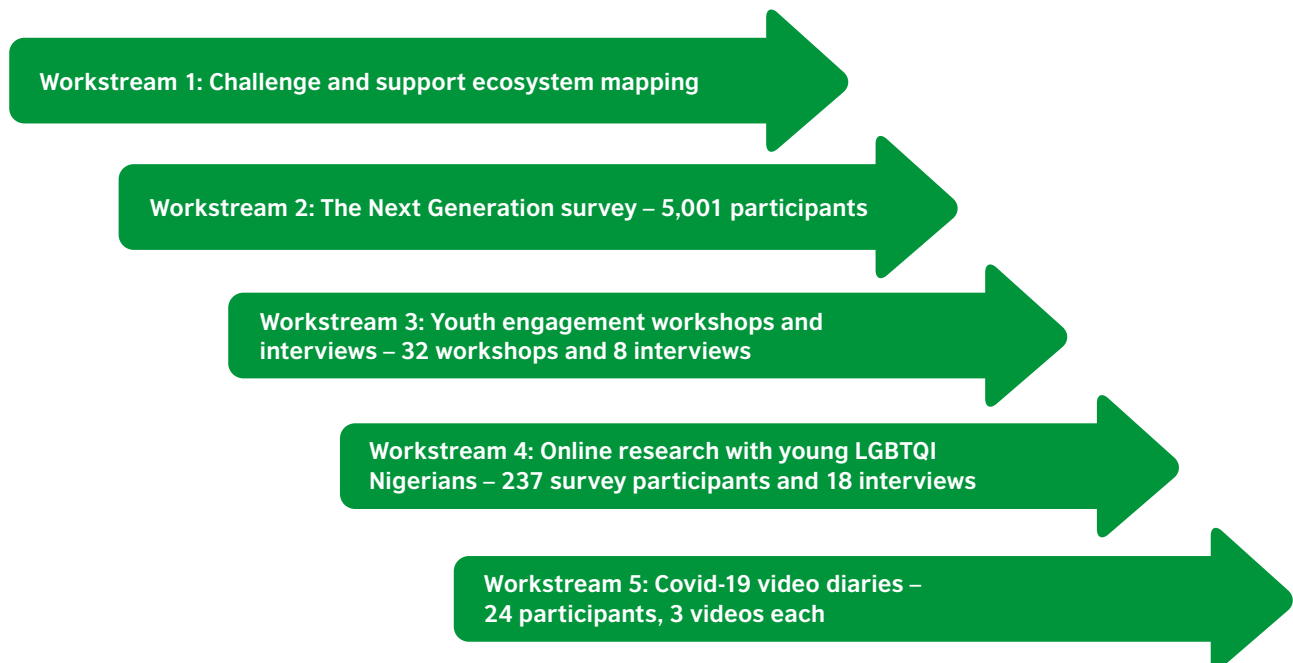 Workstream 1: Challenge and support ecosystem mapping
Workstream 2: The Next Generation survey – 5,001 participants
Workstream 3: Youth engagement workshops and
interviews – 32 workshops and 8 interviews
Workstream 4: Online research with young LGBTQI
Nigerians – 237 survey participants and 18 interviews
Workstream 5: Covid-19 video diaries –
24 participants, 3 videos each